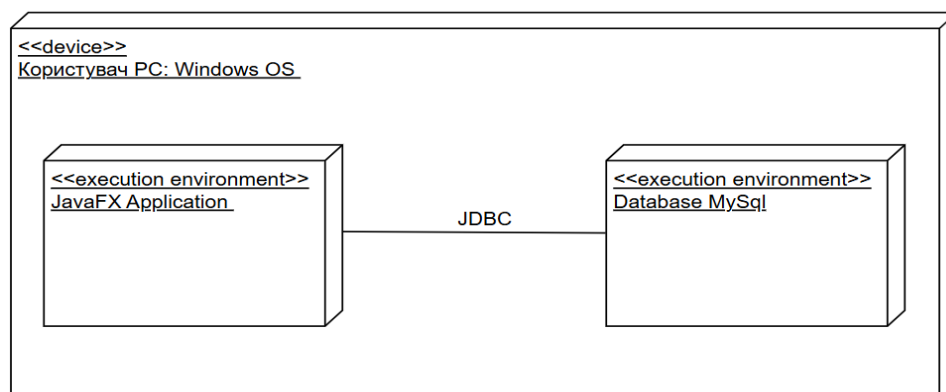 <<device>>
Користувач PC: Windows OS
<<execution environment>>
JavaFX Application
JDBC
<<execution environment>>
Database MySql